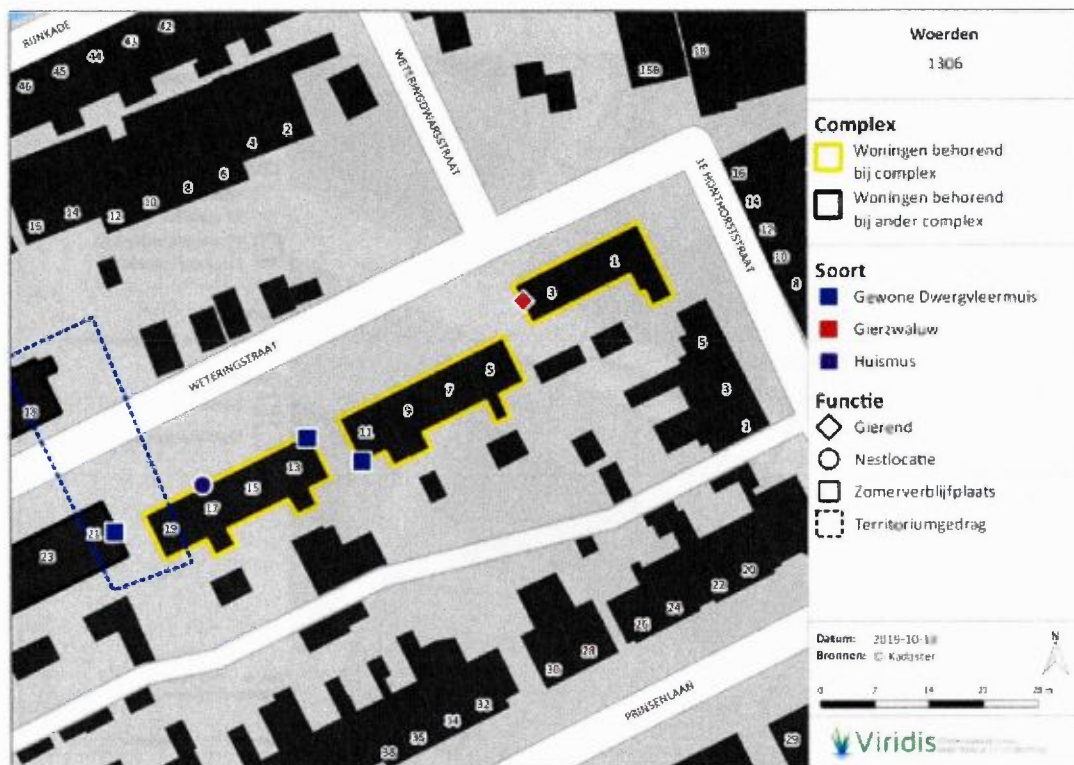 RIJNKADE
42
43
44
45
46
WETERINGDWARSSTRAAT
15B
18
2
4
6
8
10
12
14
16
1E HONTHORSTSTRAAT
16
14
12
10
8
1
3
5
3
1
WETERINGSTRAAT
18
5
7
9
11
13
15
17
19
21
23
20
22
24
26
28
30
32
34
36
38
PRINSENLAAN
29
Woerden
1306
Complex
Woningen behorend
bij complex
Woningen behorend
bij ander complex
Soort
Gewone Dwergvleermuis
Gierzwaluw
Huismus
Functie
Gierend
Nestlocatie
Zomerverblijfplaats
Territoriumgedrag
Datum: 2019-10-18
Bronnen: © Kadaster
N
0 7 14 21 28 m
Viridis